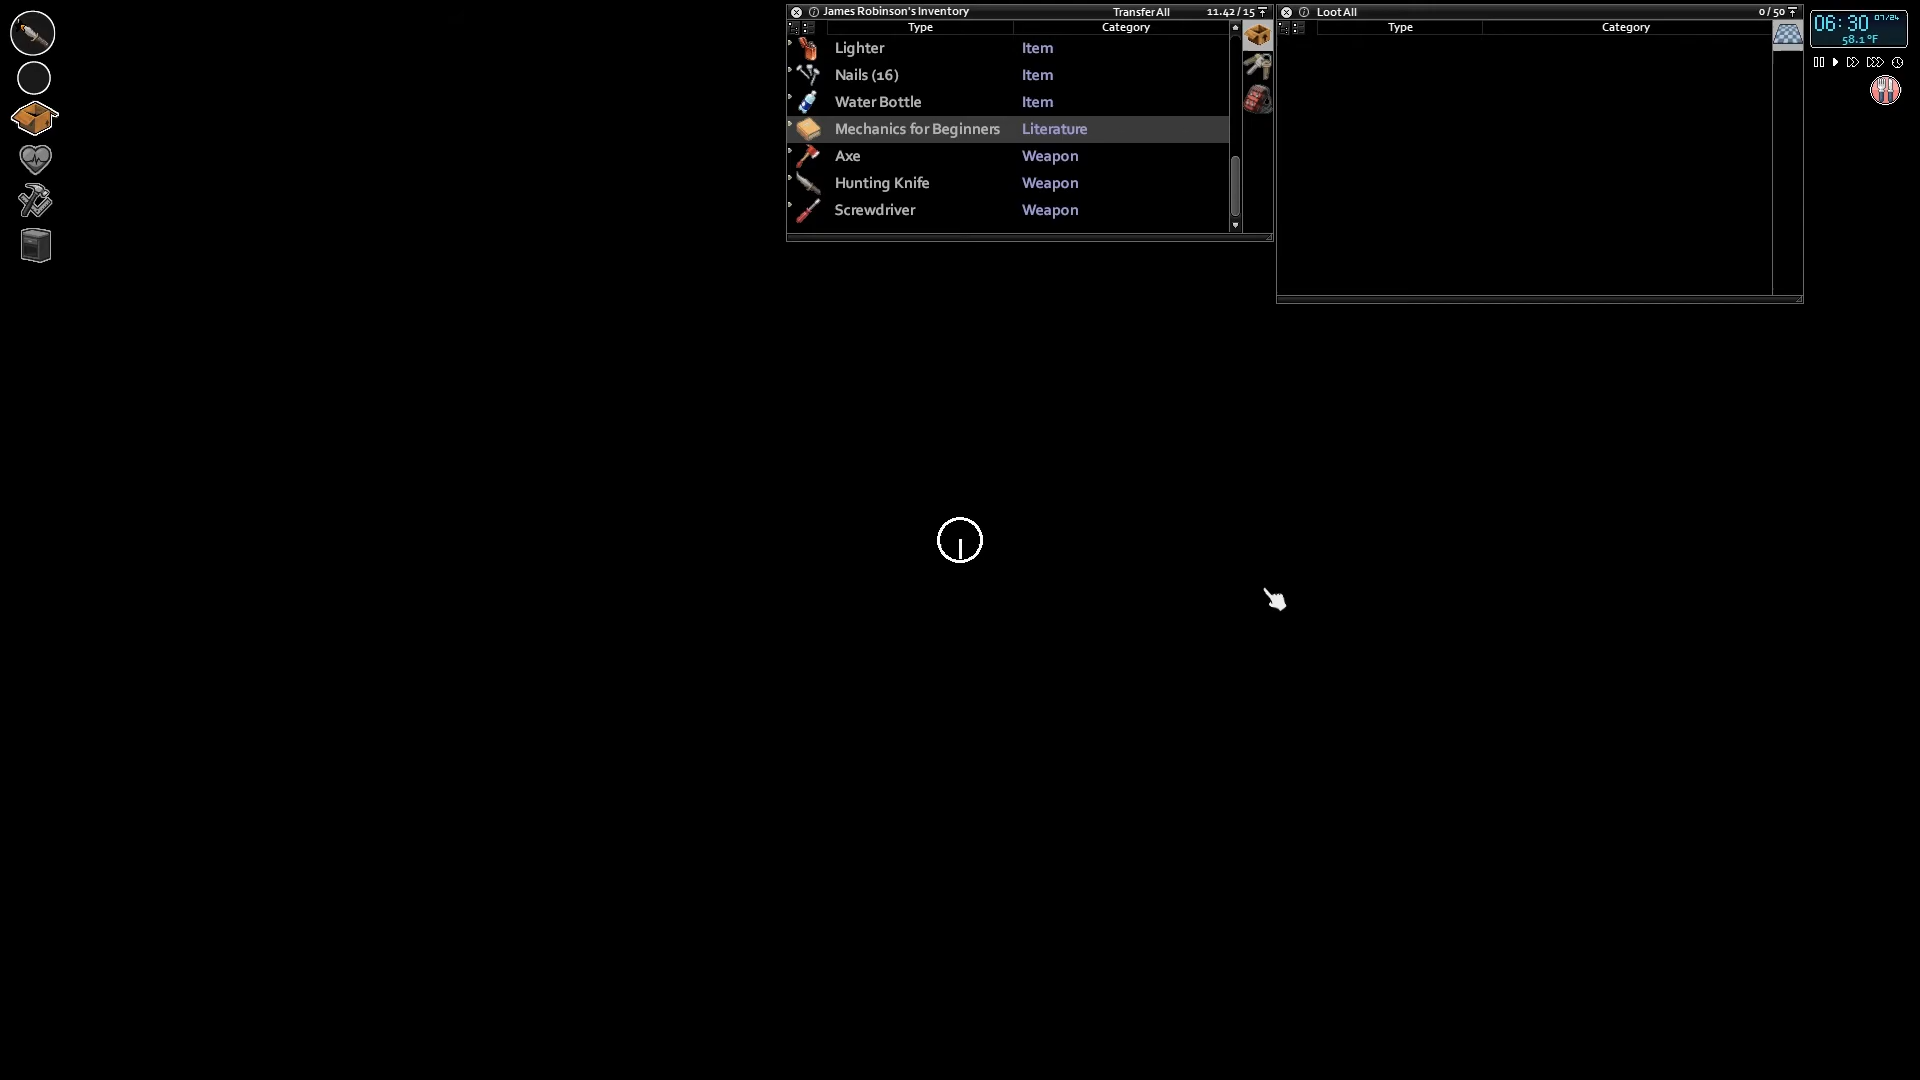 James Robinson's Inventory Transfer All 11.42 / 15
Type Category
Lighter Item
Nails (16) Item
Water Bottle Item
Mechanics for Beginners Literature
Axe Weapon
Hunting Knife Weapon
Screwdriver Weapon
Loot All 0 / 50
Type Category
06:30 07/24
58.1 °F